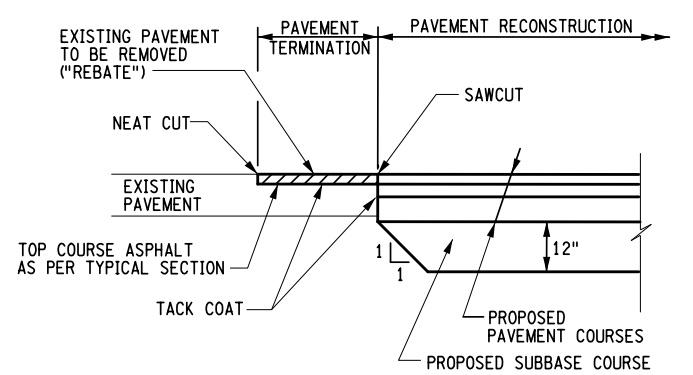 EXISTING PAVEMENT
TO BE REMOVED
("REBATE")
PAVEMENT
TERMINATION
PAVEMENT RECONSTRUCTION
SAWCUT
NEAT CUT
EXISTING
PAVEMENT
TOP COURSE ASPHALT
AS PER TYPICAL SECTION
1
1
12"
TACK COAT
PROPOSED
PAVEMENT COURSES
PROPOSED SUBBASE COURSE